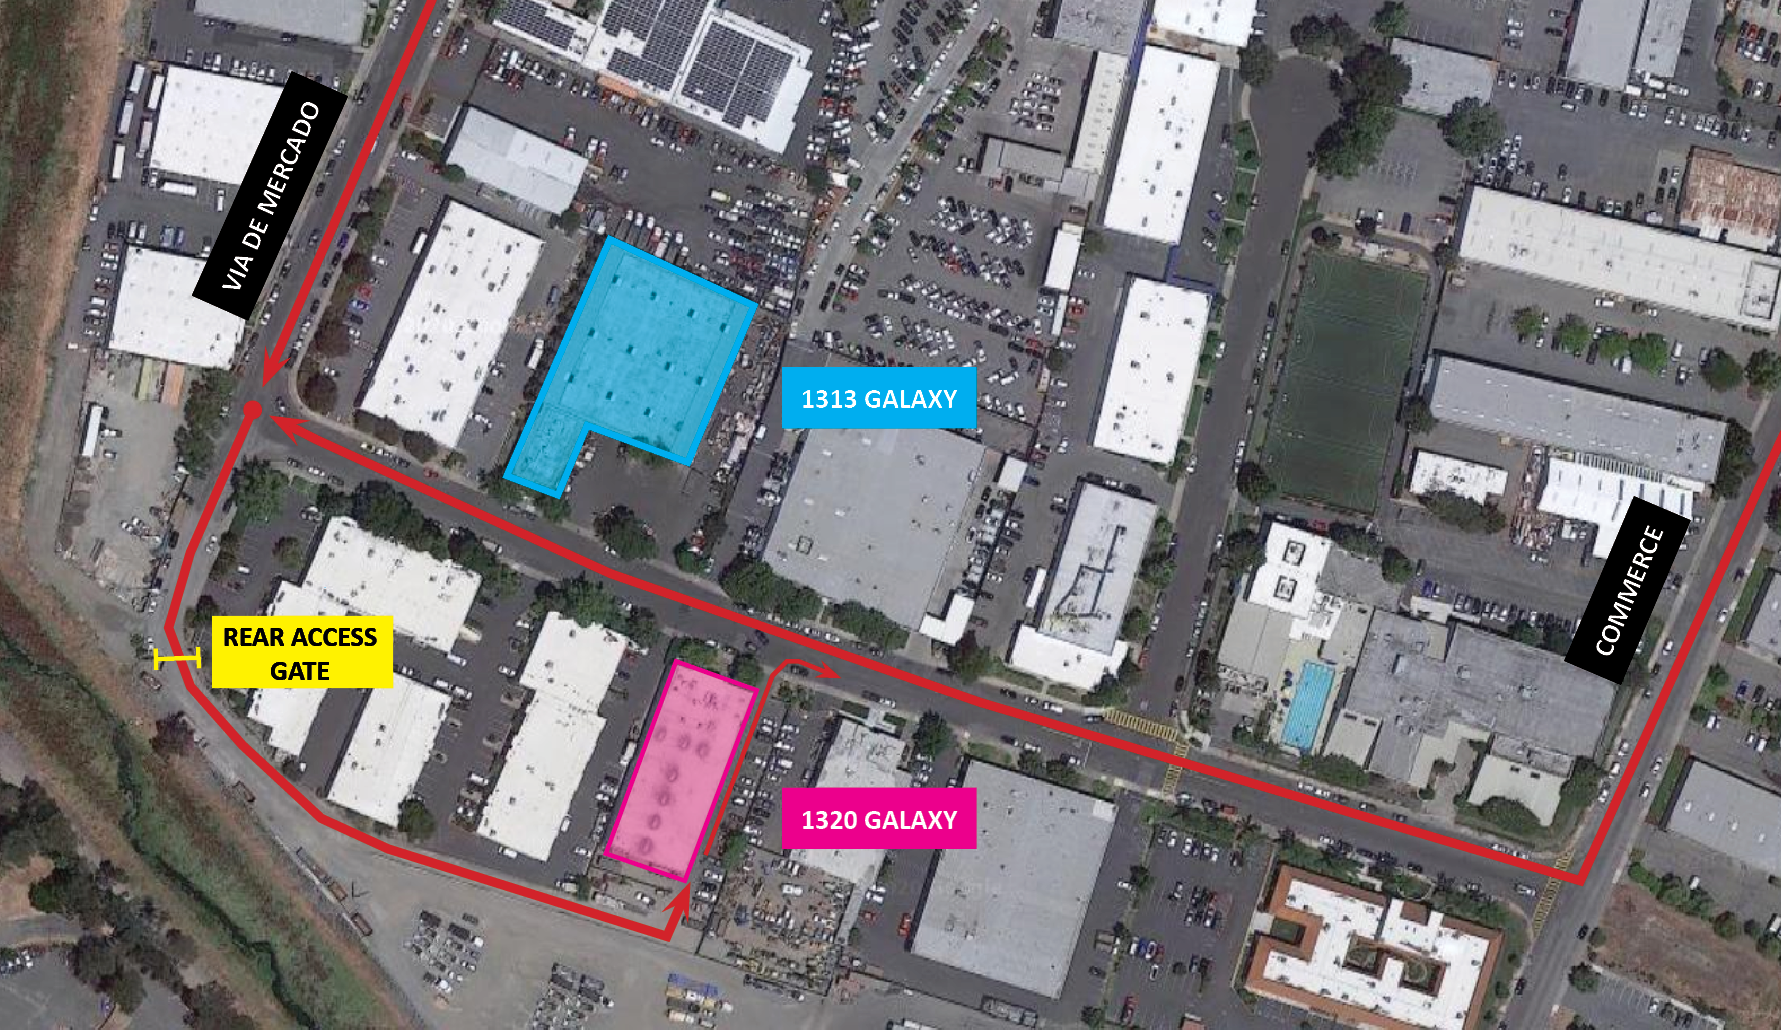 VIA DE MERCADO
1313 GALAXY
COMMERCE
REAR ACCESS
GATE
1320 GALAXY